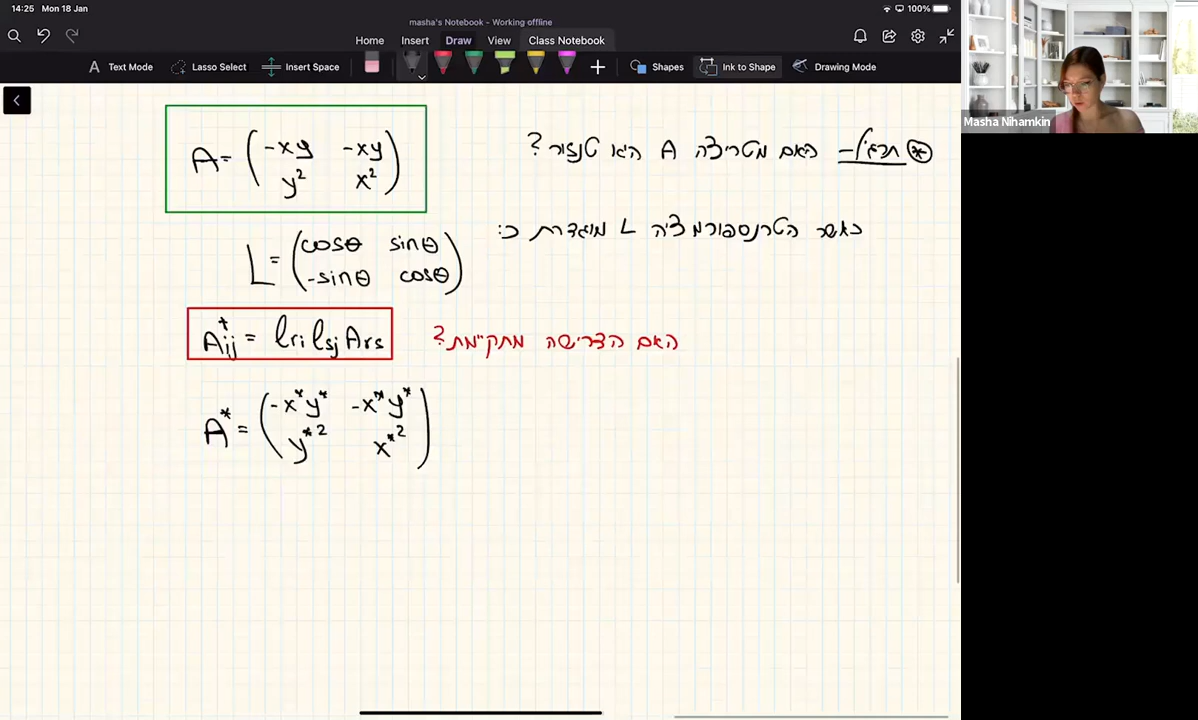 14:25 Mon 18 Jan
100%
masha's Notebook - Working offline
Home Insert Draw View Class Notebook
Text Mode Lasso Select Insert Space Shapes Ink to Shape Drawing Mode
Masha Nihamkin
תרגיל - האם מטריצה A היא טנזור?
A = (-xy -xy
y² x²)
כאשר הטרנספורמציה L מוגדרת כ:
L = (cosθ sinθ
-sinθ cosθ)
A*ij = lri lsj Ars
האם הדרישה מתקיימת?
A* = (-x*y* -x*y*
y*² x*²)